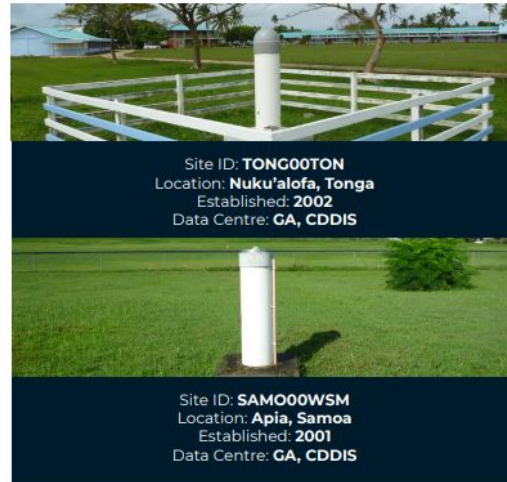 Site ID: TONG00TON
Location: Nuku'alofa, Tonga
Established: 2002
Data Centre: GA, CDDIS
Site ID: SAMO00WSM
Location: Apia, Samoa
Established: 2001
Data Centre: GA, CDDIS